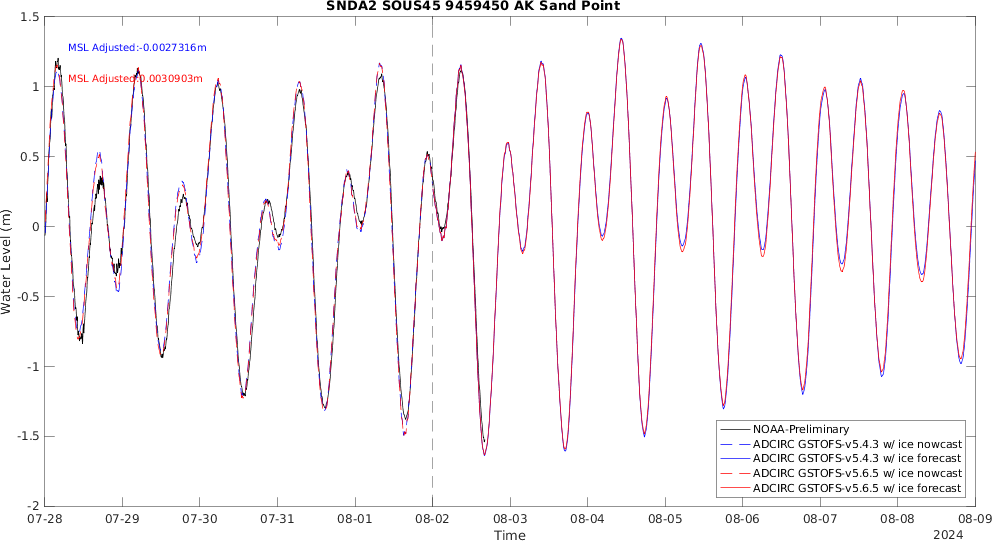 SNDA2 SOUS45 9459450 AK Sand Point
MSL Adjusted:-0.0027316m
MSL Adjusted:0.0030903m
Water Level (m)
1.5
1
0.5
0
-0.5
-1
-1.5
-2
NOAA-Preliminary
ADCIRC GSTOFS-v5.4.3 w/ ice nowcast
ADCIRC GSTOFS-v5.4.3 w/ ice forecast
ADCIRC GSTOFS-v5.6.5 w/ ice nowcast
ADCIRC GSTOFS-v5.6.5 w/ ice forecast
07-28 07-29 07-30 07-31 08-01 08-02 08-03 08-04 08-05 08-06 08-07 08-08 08-09
Time
2024